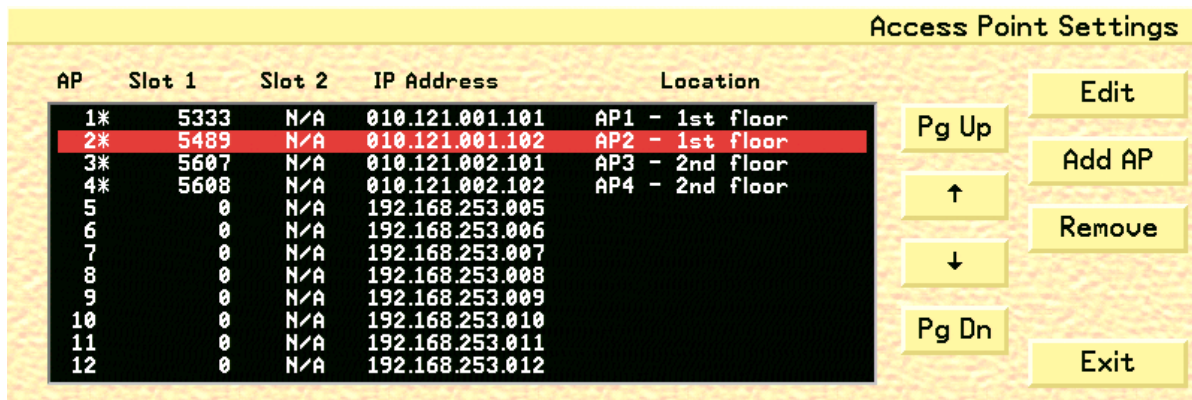 Access Point Settings
AP Slot 1 Slot 2 IP Address Location
1* 5333 N/A 010.121.001.101 AP1 - 1st floor
2* 5489 N/A 010.121.001.102 AP2 - 1st floor
3* 5607 N/A 010.121.002.101 AP3 - 2nd floor
4* 5608 N/A 010.121.002.102 AP4 - 2nd floor
5 0 N/A 192.168.253.005
6 0 N/A 192.168.253.006
7 0 N/A 192.168.253.007
8 0 N/A 192.168.253.008
9 0 N/A 192.168.253.009
10 0 N/A 192.168.253.010
11 0 N/A 192.168.253.011
12 0 N/A 192.168.253.012
Pg Up
↑
↓
Pg Dn
Edit
Add AP
Remove
Exit